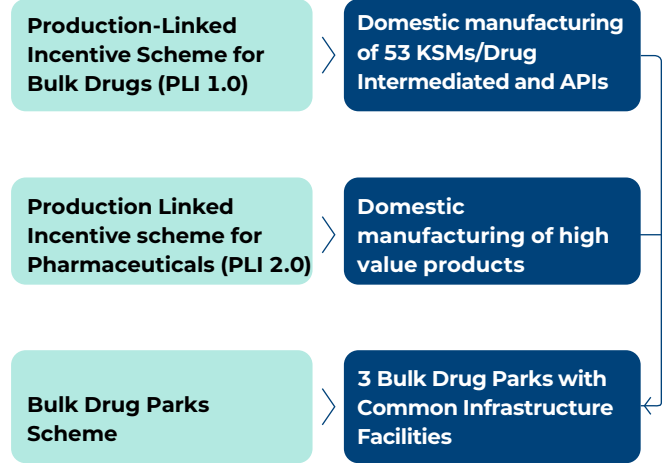 Production-Linked
Incentive Scheme for
Bulk Drugs (PLI 1.0)
Domestic manufacturing
of 53 KSMs/Drug
Intermediated and APIs
Production Linked
Incentive scheme for
Pharmaceuticals (PLI 2.0)
Domestic
manufacturing of high
value products
Bulk Drug Parks
Scheme
3 Bulk Drug Parks with
Common Infrastructure
Facilities